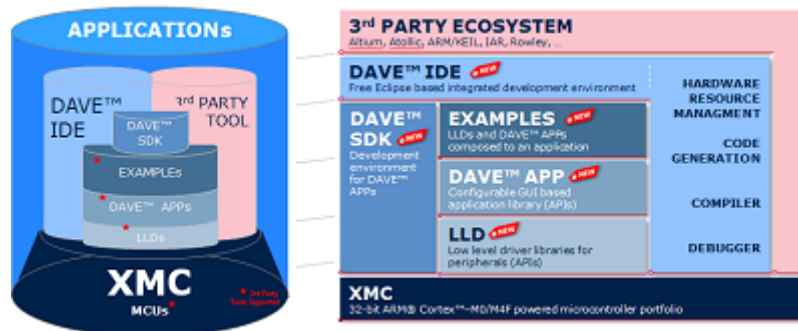 APPLICATIONs
DAVE™
IDE
3rd PARTY
TOOL
DAVE™
SDK
EXAMPLEs
DAVE™ APPs
LLDs
XMC
MCUs
3rd Party
Tools Supported
3rd PARTY ECOSYSTEM
Altium, Atollic, ARM/KEIL, IAR, Rowley, ...
DAVE™ IDE NEW
Free Eclipse based integrated development environment
DAVE™
SDK NEW
Development
environment
for DAVE™
APPs
EXAMPLES NEW
LLDs and DAVE™ APPs
composed to an application
DAVE™ APP NEW
Configurable GUI based
application library (APIs)
LLD NEW
Low level driver libraries for
peripherals (APIs)
HARDWARE
RESOURCE
MANAGMENT
CODE
GENERATION
COMPILER
DEBUGGER
XMC
32-bit ARM® Cortex™-M0/M4F powered microcontroller portfolio